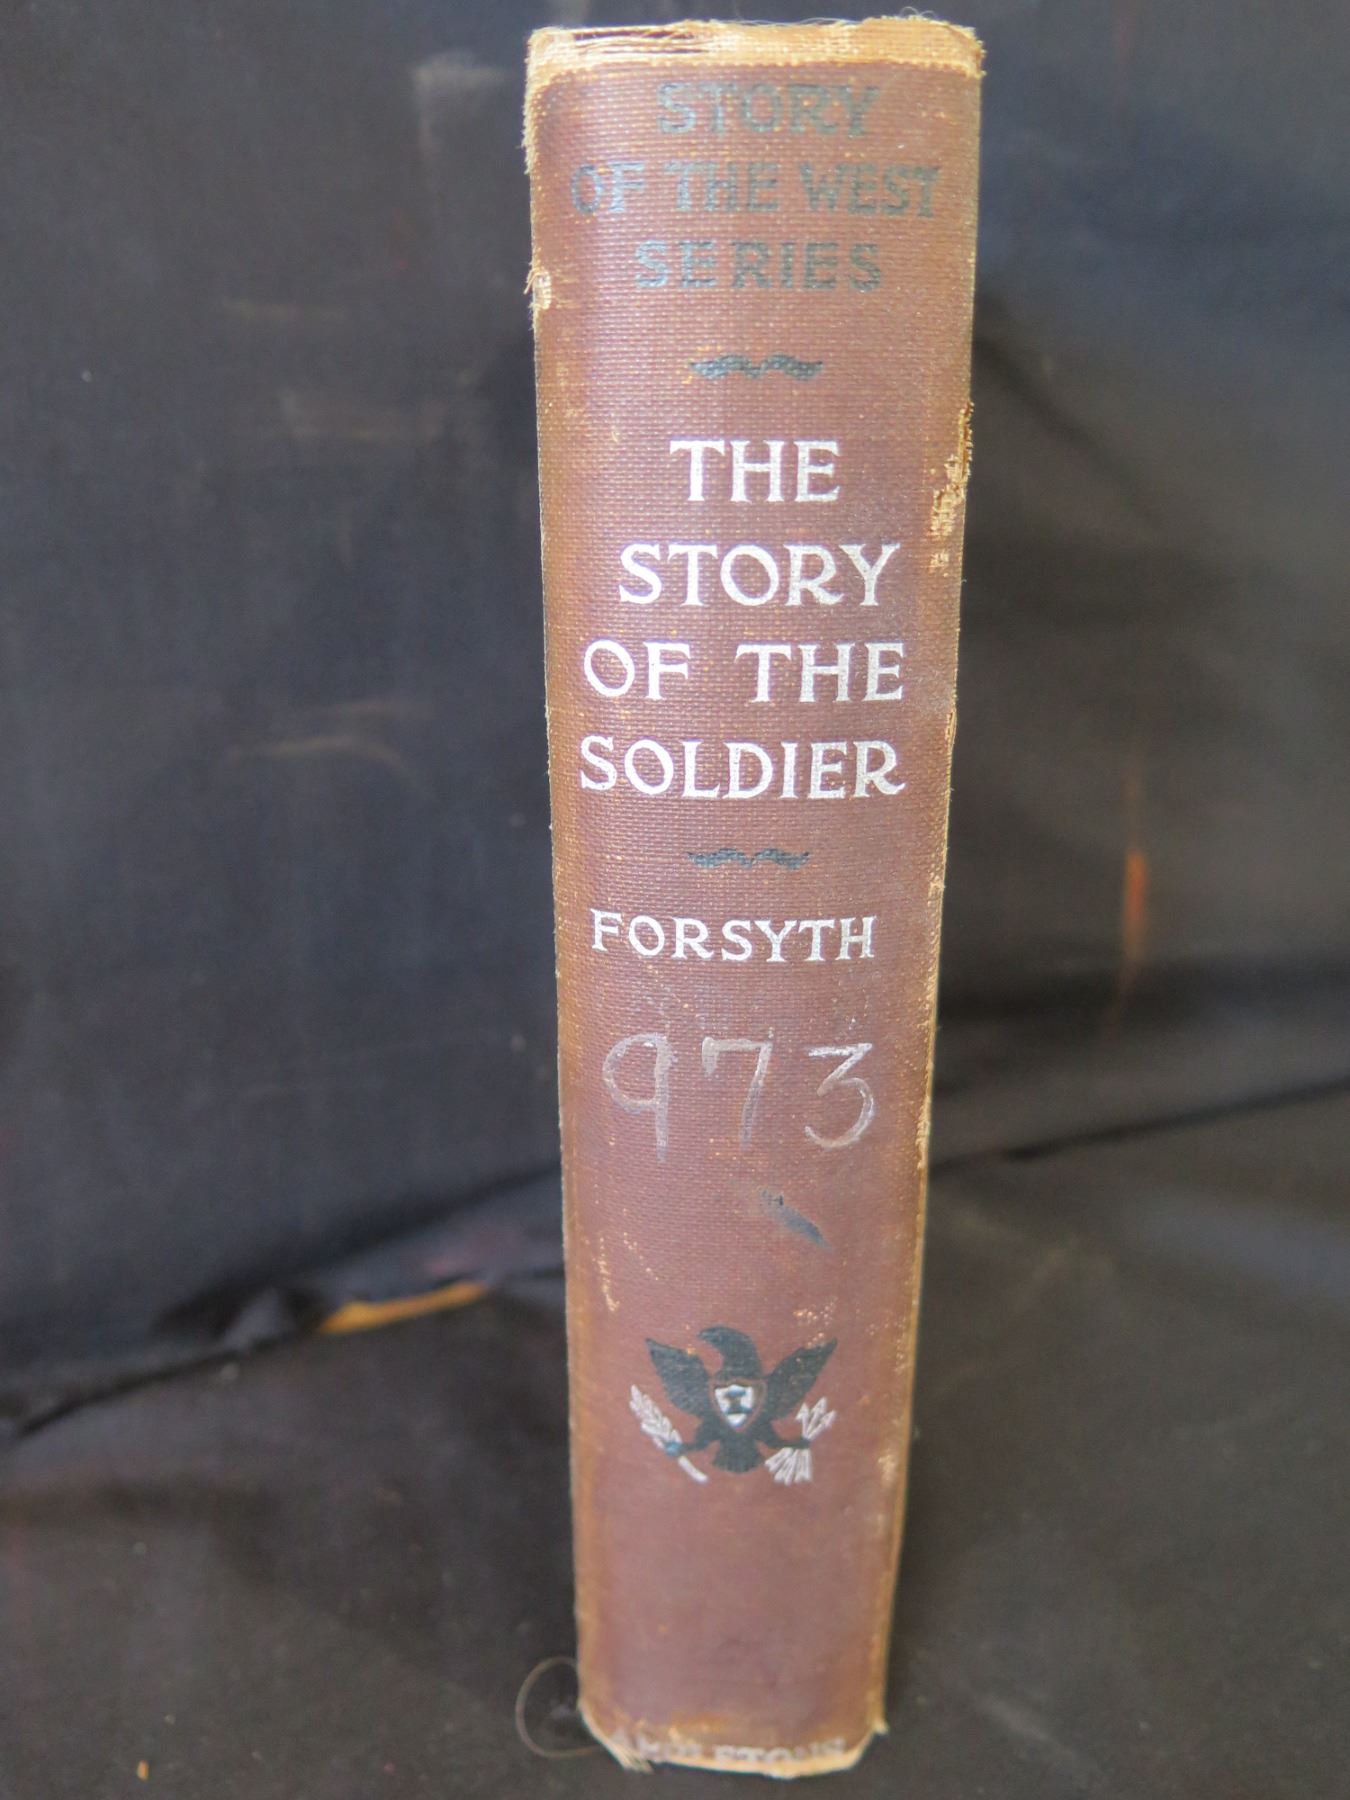 STORY
OF THE WEST
SERIES
THE
STORY
OF THE
SOLDIER
FORSYTH
973